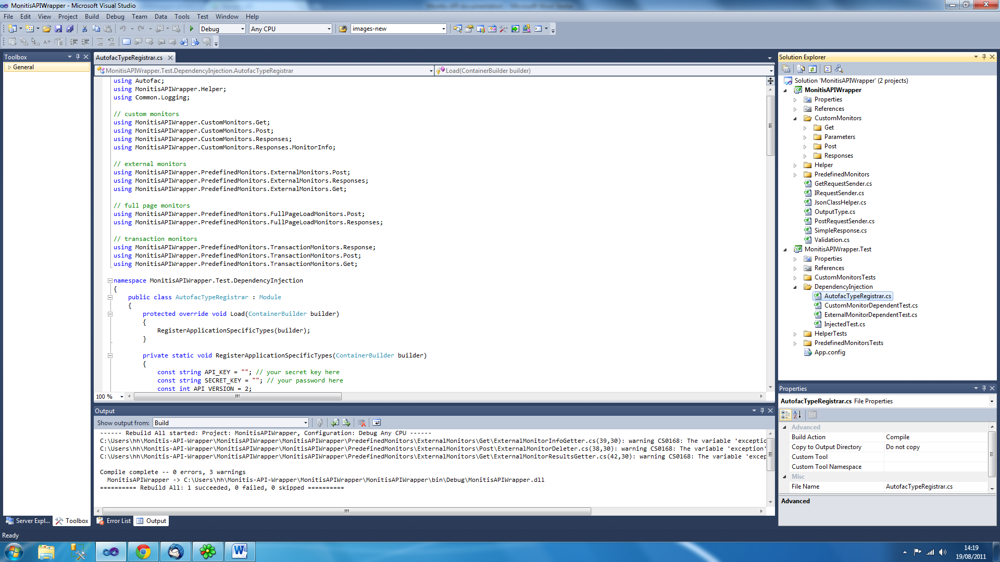 MonitisAPIWrapper - Microsoft Visual Studio
File Edit View Project Build Debug Team Data Tools Test Window Help
Debug Any CPU images-new
Toolbox
General
AutofacTypeRegistrar.cs
MonitisAPIWrapper.Test.DependencyInjection.AutofacTypeRegistrar
Load(ContainerBuilder builder)
using Autofac;
using MonitisAPIWrapper.Helper;
using Common.Logging;
// custom monitors
using MonitisAPIWrapper.CustomMonitors.Get;
using MonitisAPIWrapper.CustomMonitors.Post;
using MonitisAPIWrapper.CustomMonitors.Responses;
using MonitisAPIWrapper.CustomMonitors.Responses.MonitorInfo;
// external monitors
using MonitisAPIWrapper.PredefinedMonitors.ExternalMonitors.Post;
using MonitisAPIWrapper.PredefinedMonitors.ExternalMonitors.Responses;
using MonitisAPIWrapper.PredefinedMonitors.ExternalMonitors.Get;
// full page monitors
using MonitisAPIWrapper.PredefinedMonitors.FullPageLoadMonitors.Post;
using MonitisAPIWrapper.PredefinedMonitors.FullPageLoadMonitors.Responses;
// transaction monitors
using MonitisAPIWrapper.PredefinedMonitors.TransactionMonitors.Response;
using MonitisAPIWrapper.PredefinedMonitors.TransactionMonitors.Post;
using MonitisAPIWrapper.PredefinedMonitors.TransactionMonitors.Get;
namespace MonitisAPIWrapper.Test.DependencyInjection
{
public class AutofacTypeRegistrar : Module
{
protected override void Load(ContainerBuilder builder)
{
RegisterApplicationSpecificTypes(builder);
}
private static void RegisterApplicationSpecificTypes(ContainerBuilder builder)
{
const string API_KEY = ""; // your secret key here
const string SECRET_KEY = ""; // your password here
const int API_VERSION = 2;
100 %
Output
Show output from: Build
------ Rebuild All started: Project: MonitisAPIWrapper, Configuration: Debug Any CPU ------
C:\Users\hh\Monitis-API-Wrapper\MonitisAPIWrapper\MonitisAPIWrapper\PredefinedMonitors\ExternalMonitors\Get\ExternalMonitorInfoGetter.cs(39,30): warning CS0168: The variable 'exceptic
C:\Users\hh\Monitis-API-Wrapper\MonitisAPIWrapper\MonitisAPIWrapper\PredefinedMonitors\ExternalMonitors\Post\ExternalMonitorDeleter.cs(38,30): warning CS0168: The variable 'exception'
C:\Users\hh\Monitis-API-Wrapper\MonitisAPIWrapper\MonitisAPIWrapper\PredefinedMonitors\ExternalMonitors\Get\ExternalMonitorResultsGetter.cs(42,30): warning CS0168: The variable 'excep
Compile complete -- 0 errors, 3 warnings
MonitisAPIWrapper -> C:\Users\hh\Monitis-API-Wrapper\MonitisAPIWrapper\MonitisAPIWrapper\bin\Debug\MonitisAPIWrapper.dll
========== Rebuild All: 1 succeeded, 0 failed, 0 skipped ==========
Server Expl... Toolbox Error List Output
Solution Explorer
Solution 'MonitisAPIWrapper' (2 projects)
MonitisAPIWrapper
Properties
References
CustomMonitors
Get
Parameters
Post
Responses
Helper
PredefinedMonitors
GetRequestSender.cs
IRequestSender.cs
JsonClassHelper.cs
OutputType.cs
PostRequestSender.cs
SimpleResponse.cs
Validation.cs
MonitisAPIWrapper.Test
Properties
References
CustomMonitorsTests
DependencyInjection
AutofacTypeRegistrar.cs
CustomMonitorDependentTest.cs
ExternalMonitorDependentTest.cs
InjectedTest.cs
HelperTests
PredefinedMonitorsTests
App.config
Properties
AutofacTypeRegistrar.cs File Properties
Advanced
Build Action Compile
Copy to Output Directory Do not copy
Custom Tool
Custom Tool Namespace
Misc
File Name AutofacTypeRegistrar.cs
Advanced
Ready
14:19
19/08/2011